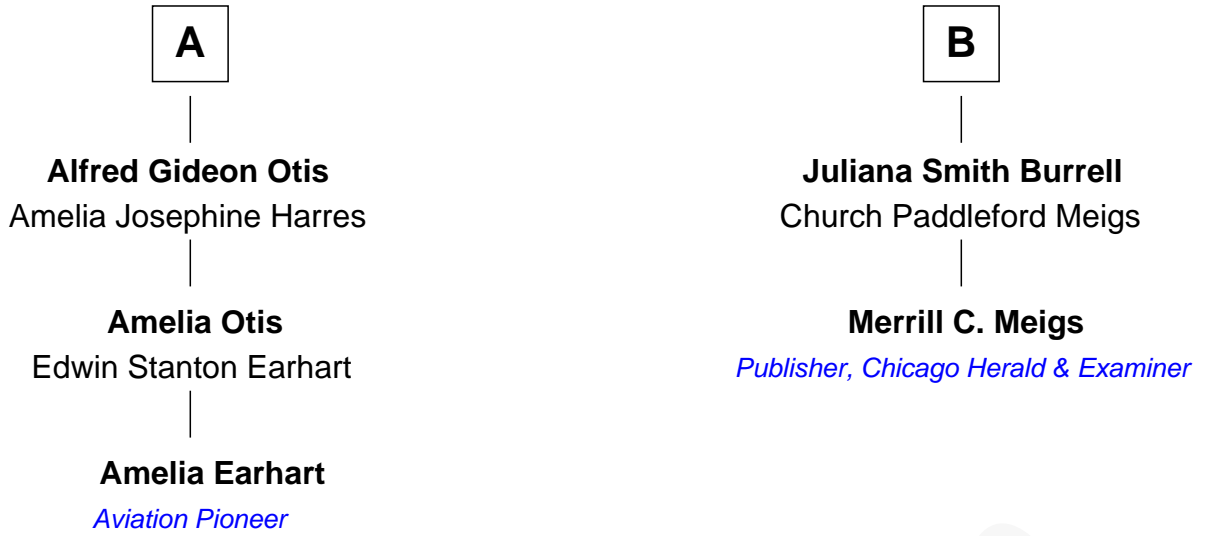 A
Alfred Gideon Otis
Amelia Josephine Harres
Amelia Otis
Edwin Stanton Earhart
Amelia Earhart
Aviation Pioneer
B
Juliana Smith Burrell
Church Paddleford Meigs
Merrill C. Meigs
Publisher, Chicago Herald & Examiner